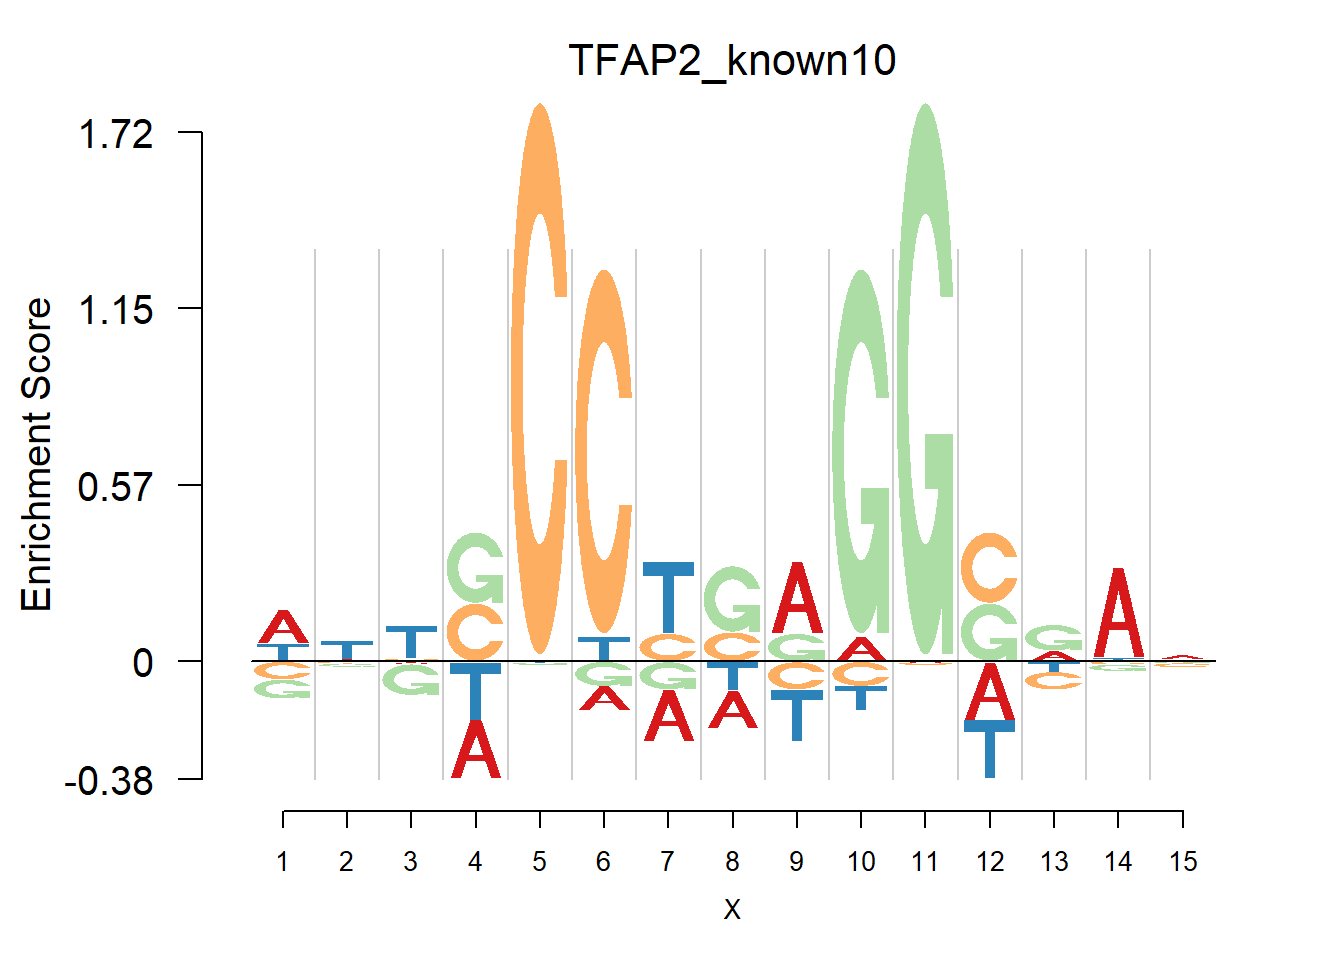 TFAP2_known10
Enrichment Score
1.72
1.15
0.57
0
-0.38
A T C G
T
T G
G C T A
C
C T G A
T C G A
G C T A
A G C T
G A C T
G
C G A T
G A T C
A
A
1 2 3 4 5 6 7 8 9 10 11 12 13 14 15
X